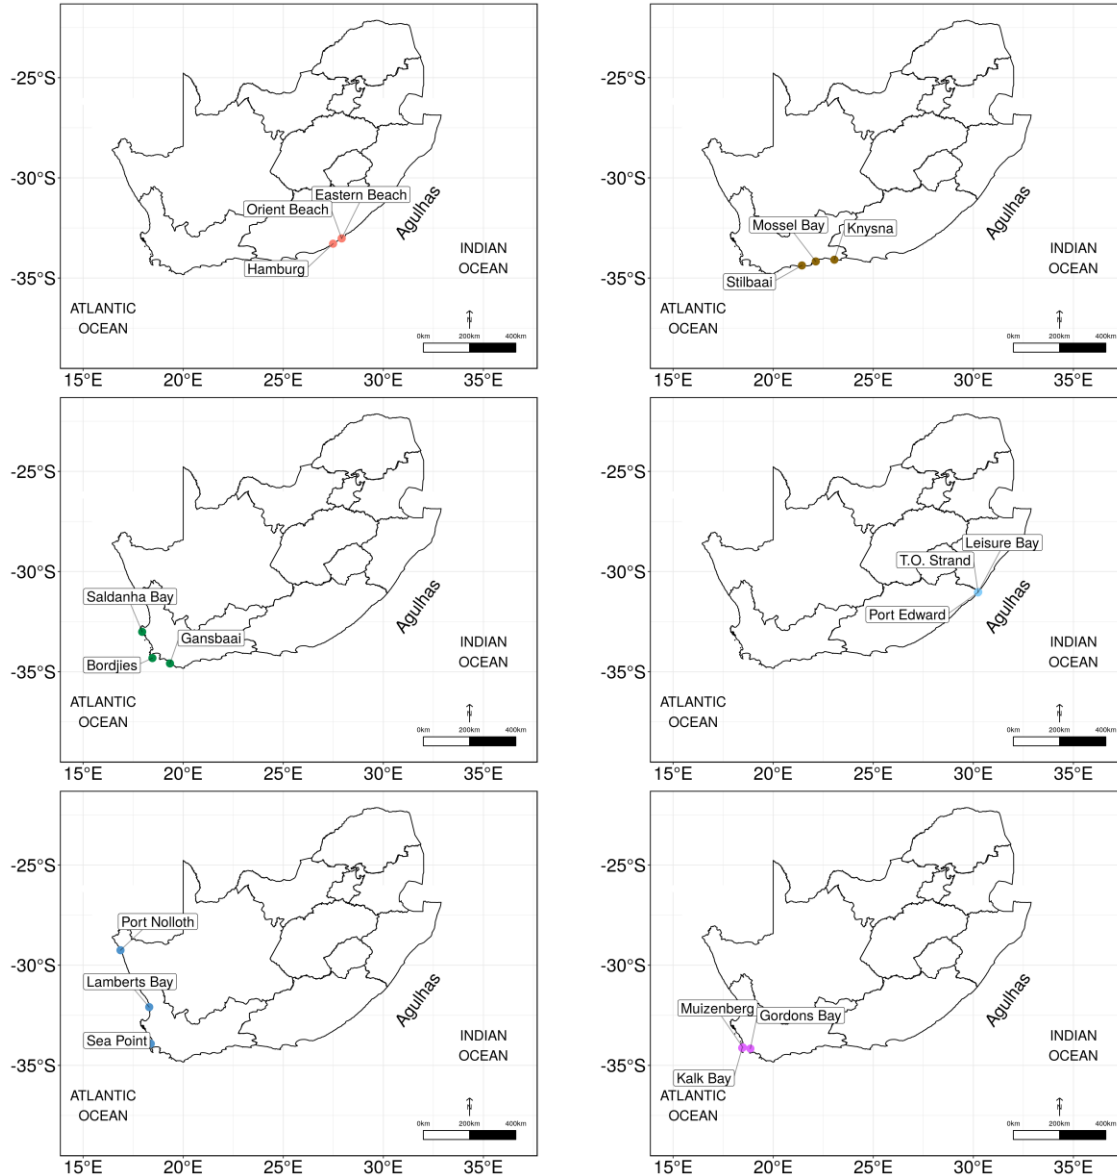 -25°S
-30°S
-35°S
Eastern Beach
Orient Beach
Hamburg
Agulhas
INDIAN
OCEAN
ATLANTIC
OCEAN
N
0km 200km 400km
15°E 20°E 25°E 30°E 35°E
-25°S
-30°S
-35°S
Mossel Bay
Knysna
Stilbaai
Agulhas
INDIAN
OCEAN
ATLANTIC
OCEAN
N
0km 200km 400km
15°E 20°E 25°E 30°E 35°E
-25°S
-30°S
-35°S
Saldanha Bay
Gansbaai
Bordjies
Agulhas
INDIAN
OCEAN
ATLANTIC
OCEAN
N
0km 200km 400km
15°E 20°E 25°E 30°E 35°E
-25°S
-30°S
-35°S
Leisure Bay
T.O. Strand
Port Edward
Agulhas
INDIAN
OCEAN
ATLANTIC
OCEAN
N
0km 200km 400km
15°E 20°E 25°E 30°E 35°E
-25°S
-30°S
-35°S
Port Nolloth
Lamberts Bay
Sea Point
Agulhas
INDIAN
OCEAN
ATLANTIC
OCEAN
N
0km 200km 400km
15°E 20°E 25°E 30°E 35°E
-25°S
-30°S
-35°S
Muizenberg
Gordons Bay
Kalk Bay
Agulhas
INDIAN
OCEAN
ATLANTIC
OCEAN
N
0km 200km 400km
15°E 20°E 25°E 30°E 35°E